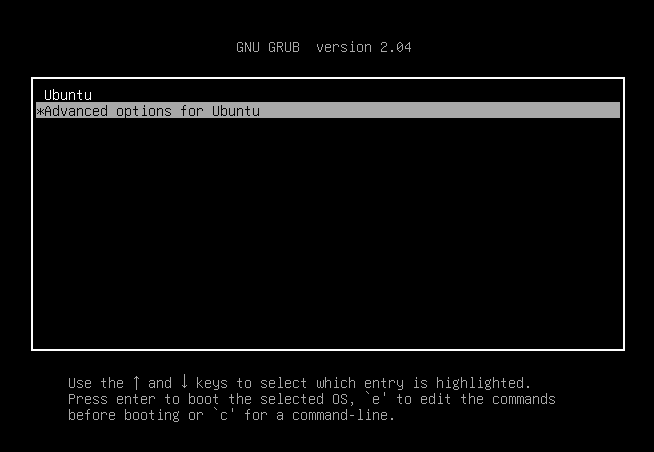 GNU GRUB  version 2.04
Ubuntu
*Advanced options for Ubuntu
Use the ↑ and ↓ keys to select which entry is highlighted.
Press enter to boot the selected OS, `e' to edit the commands
before booting or `c' for a command-line.